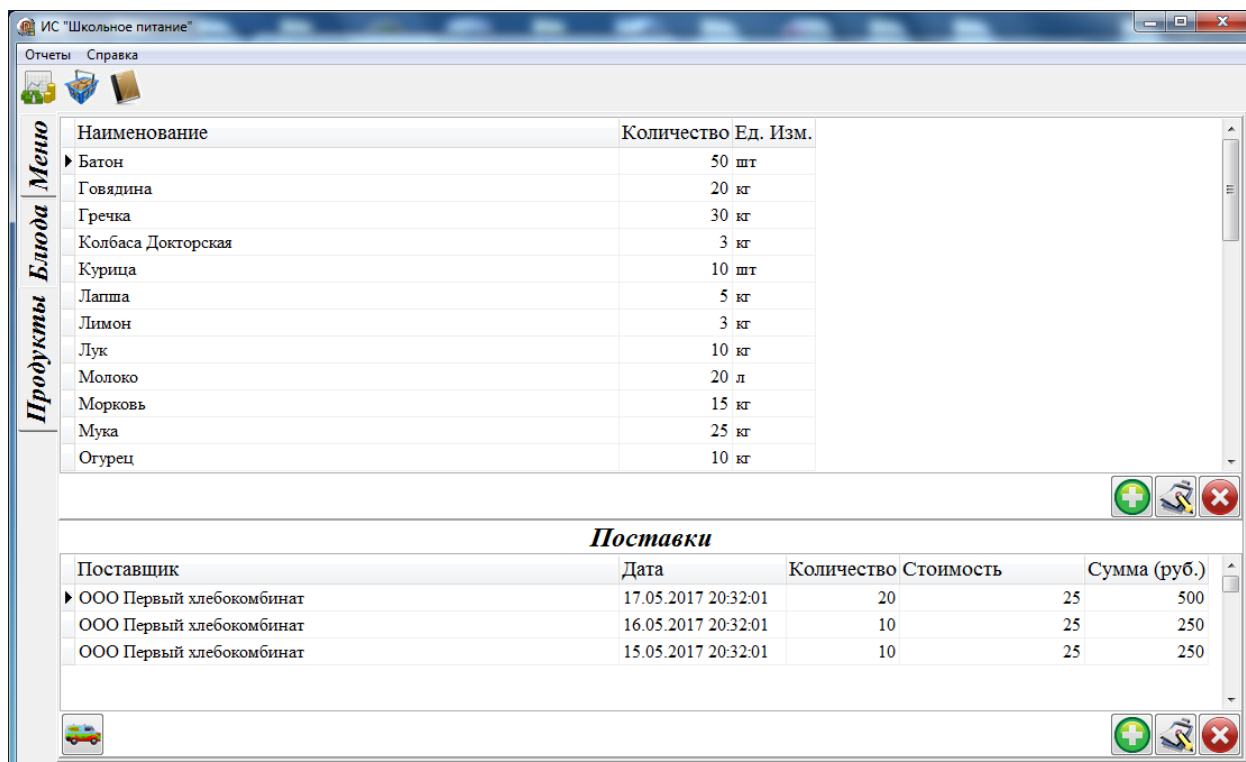 ИС "Школьное питание"
Отчеты Справка
Меню
Блюда
Продукты
Наименование Количество Ед. Изм.
Батон 50 шт
Говядина 20 кг
Гречка 30 кг
Колбаса Докторская 3 кг
Курица 10 шт
Лапша 5 кг
Лимон 3 кг
Лук 10 кг
Молоко 20 л
Морковь 15 кг
Мука 25 кг
Огурец 10 кг
Поставки
Поставщик Дата Количество Стоимость Сумма (руб.)
ООО Первый хлебокомбинат 17.05.2017 20:32:01 20 25 500
ООО Первый хлебокомбинат 16.05.2017 20:32:01 10 25 250
ООО Первый хлебокомбинат 15.05.2017 20:32:01 10 25 250